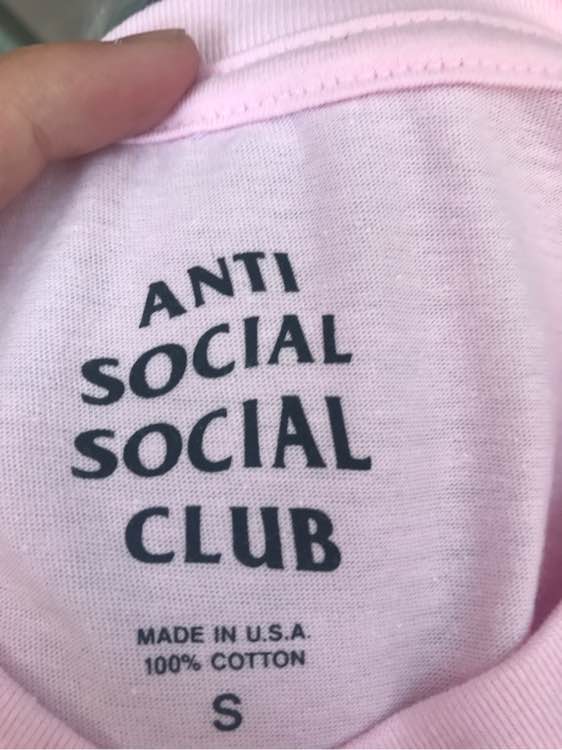 ANTI
SOCIAL
SOCIAL
CLUB
MADE IN U.S.A.
100% COTTON
S